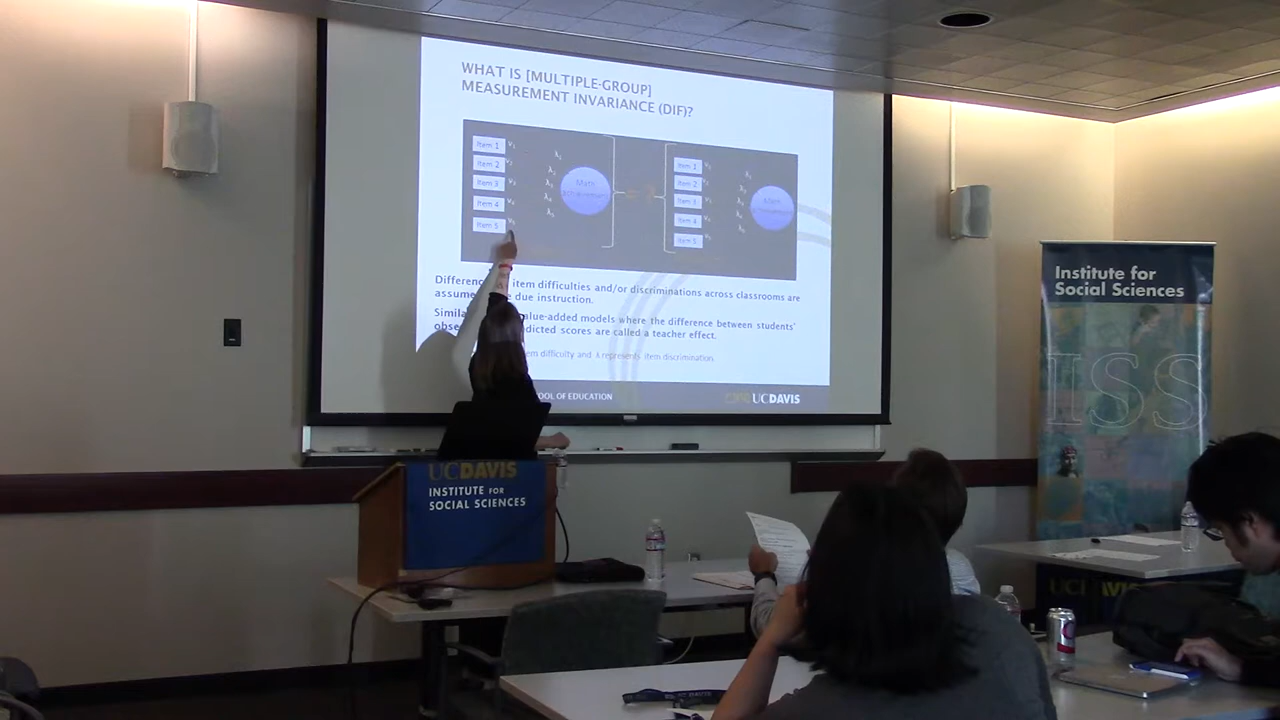 WHAT IS [MULTIPLE-GROUP]
MEASUREMENT INVARIANCE (DIF)?
Item 1
Item 2
Item 3
Item 4
Item 5
Math
Item 1
Item 2
Item 3
Item 4
Item 5
Math
item difficulties and/or discriminations across classrooms are
due instruction.
value-added models where the difference between students'
scores are called a teacher effect.
item difficulty and λ represents item discrimination.
OF EDUCATION
UCDAVIS
UCDAVIS
INSTITUTE FOR
SOCIAL SCIENCES
Institute for
Social Sciences
ISS